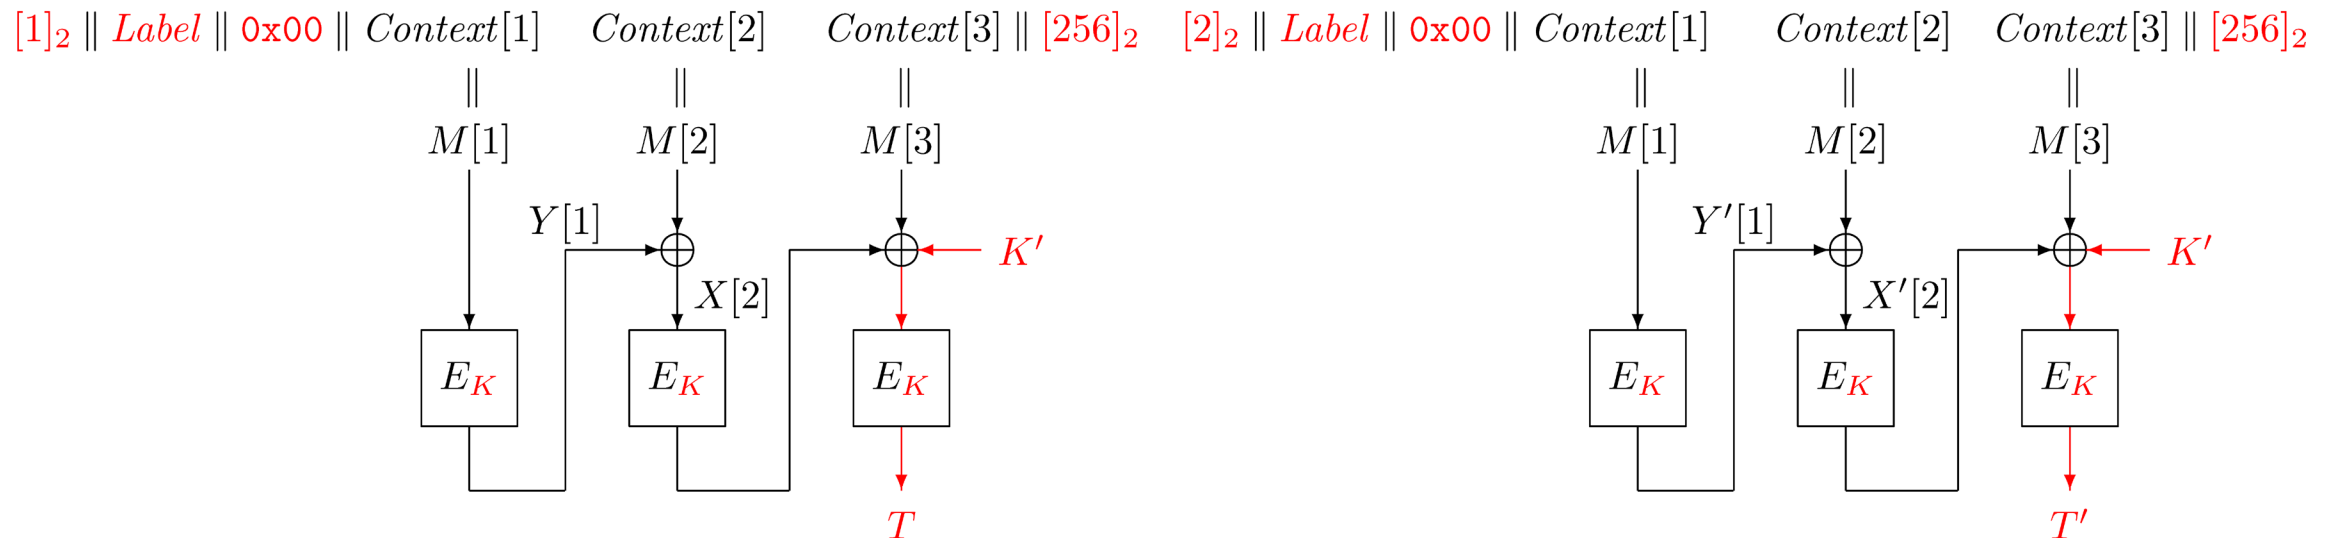 [1]₂ ∥ Label ∥ 0x00 ∥ Context[1] Context[2] Context[3] ∥ [256]₂ [2]₂ ∥ Label ∥ 0x00 ∥ Context[1] Context[2] Context[3] ∥ [256]₂
∥ ∥ ∥ ∥ ∥ ∥
M[1] M[2] M[3] M[1] M[2] M[3]
Y[1] Y′[1]
K′ K′
X[2] X′[2]
E_K E_K E_K E_K E_K E_K
T T′